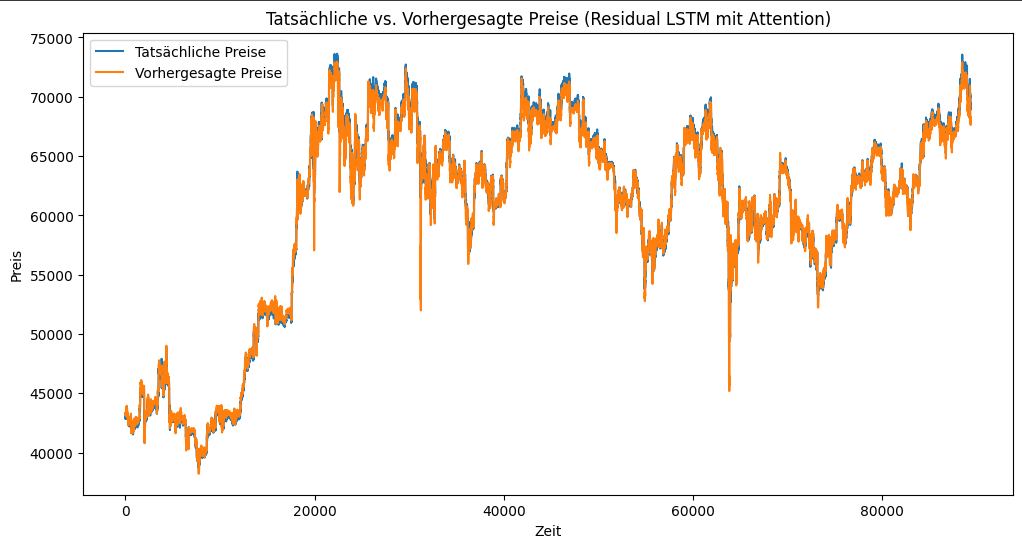 Tatsächliche vs. Vorhergesagte Preise (Residual LSTM mit Attention)
Tatsächliche Preise
Vorhergesagte Preise
75000
70000
65000
60000
55000
50000
45000
40000
Preis
0 20000 40000 60000 80000
Zeit